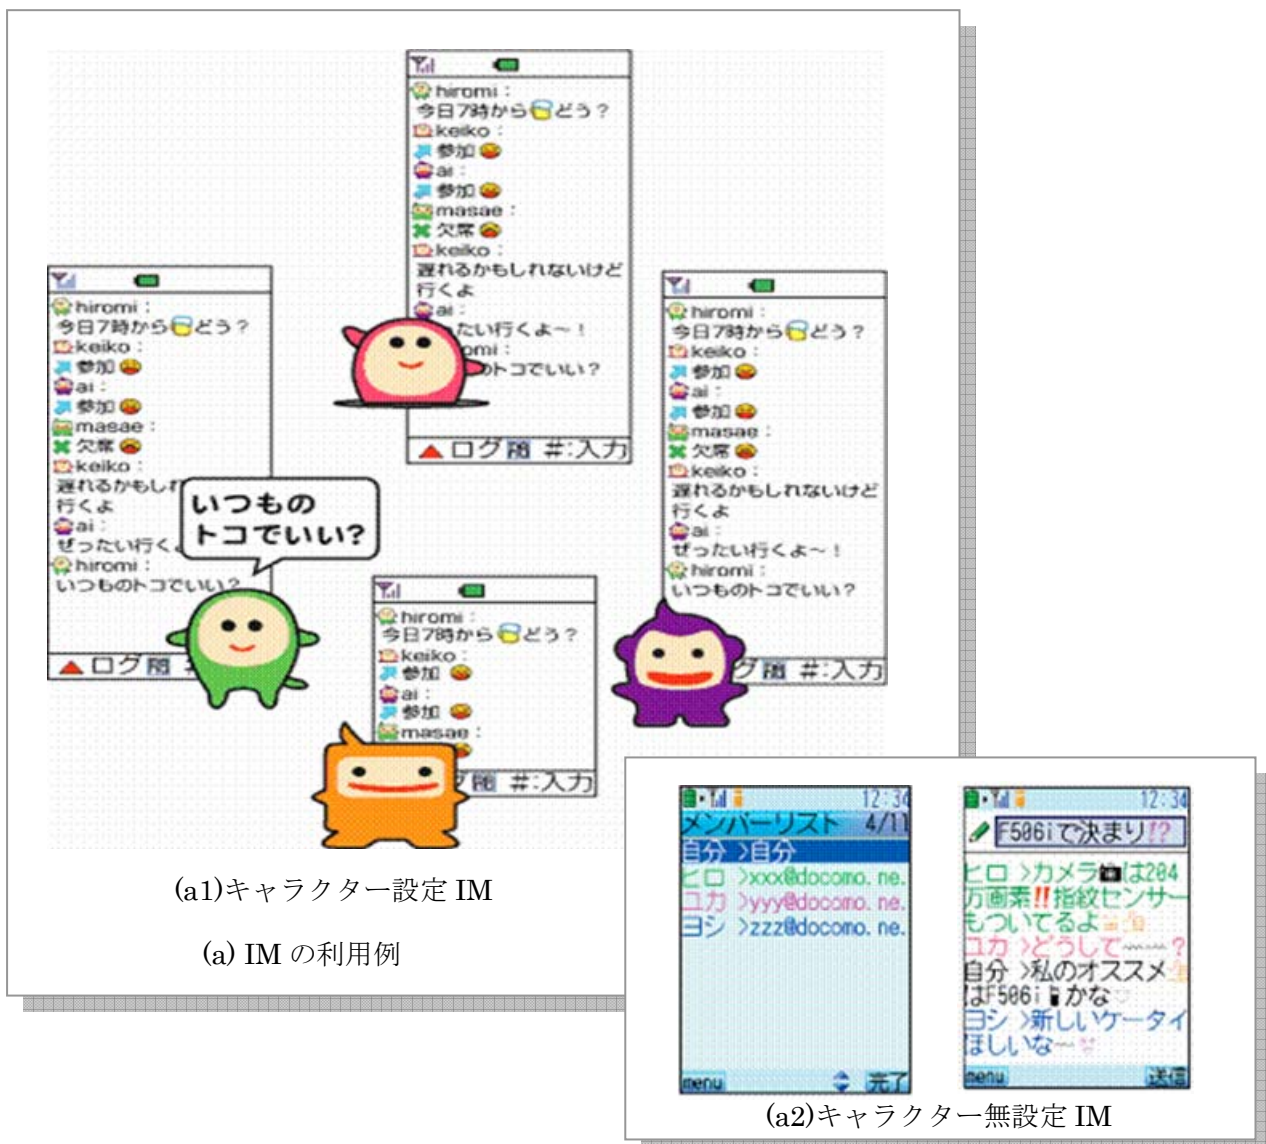 hiromi：
今日7時からどう？
keiko：
参加
ai：
参加
masae：
欠席
keiko：
遅れるかもしれないけど
行くよ
ai：
たい行くよ～！
omi：
のトコでいい？
ログ #:入力
hiromi：
今日7時からどう？
keiko：
参加
ai：
参加
masae：
欠席
keiko：
遅れるかもしれ
行くよ
ai：
ぜったい行く
hiromi：
いつものトコでいい？
ログ
いつもの
トコでいい?
hiromi：
今日7時からどう？
keiko：
参加
ai：
参加
masae：
欠席
keiko：
遅れるかもしれないけど
行くよ
ai：
ぜったい行くよ～！
hiromi：
いつものトコでいい？
グ #:入力
hiromi：
今日7時からどう？
keiko：
参加
ai：
参加
masae：
#:入力
(a1)キャラクター設定 IM
(a) IM の利用例
12:34
メンバーリスト 4/11
自分 >自分
ヒロ >xxx@docomo.ne.
ユカ >yyy@docomo.ne.
ヨシ >zzz@docomo.ne.
menu 完了
12:34
F506iで決まり!?
ヒロ >カメラは204
万画素!!指紋センサー
もついてるよ
ユカ >どうして〰〰？
自分 >私のオススメ
はF506iかな
ヨシ >新しいケータイ
ほしいな〰
menu 送信
(a2)キャラクター無設定 IM